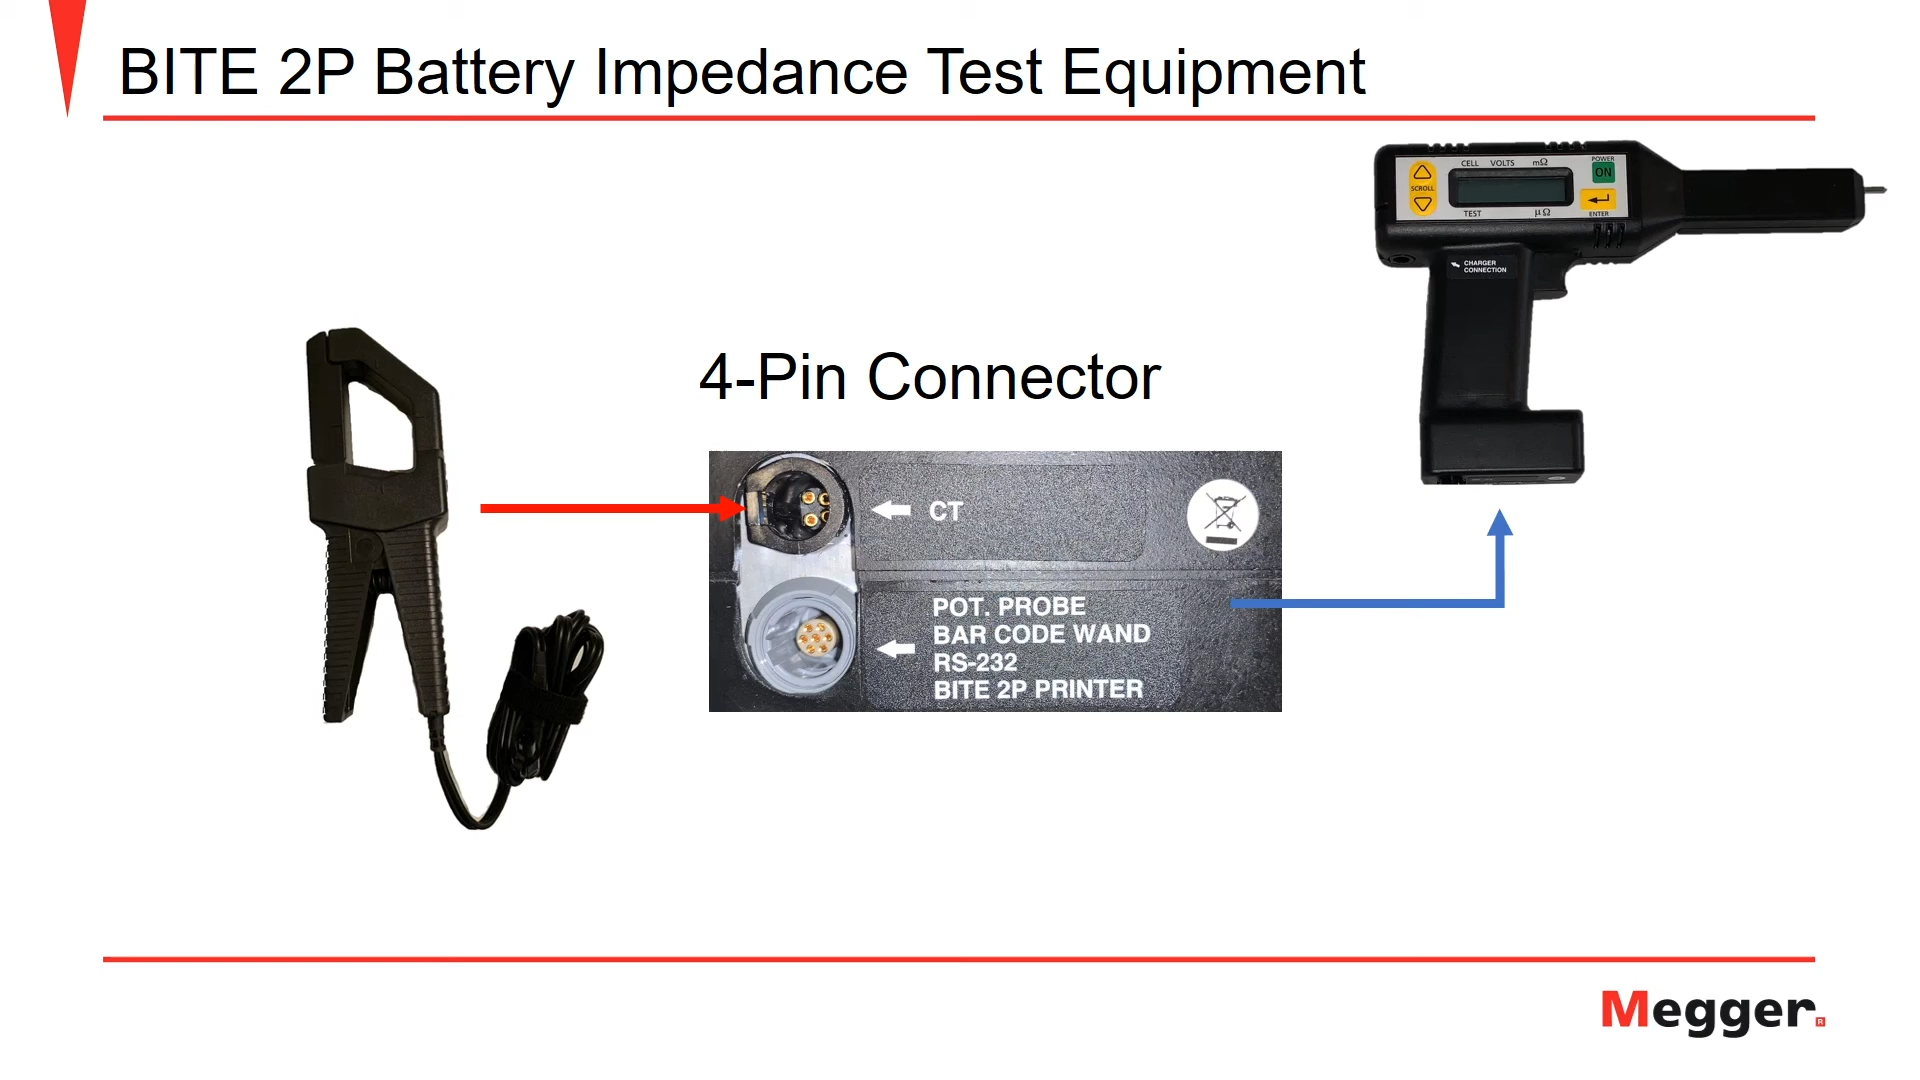 BITE 2P Battery Impedance Test Equipment
CELL VOLTS mΩ
POWER
ON
SCROLL
TEST µΩ
ENTER
CHARGER
CONNECTION
4-Pin Connector
CT
POT. PROBE
BAR CODE WAND
RS-232
BITE 2P PRINTER
Megger®